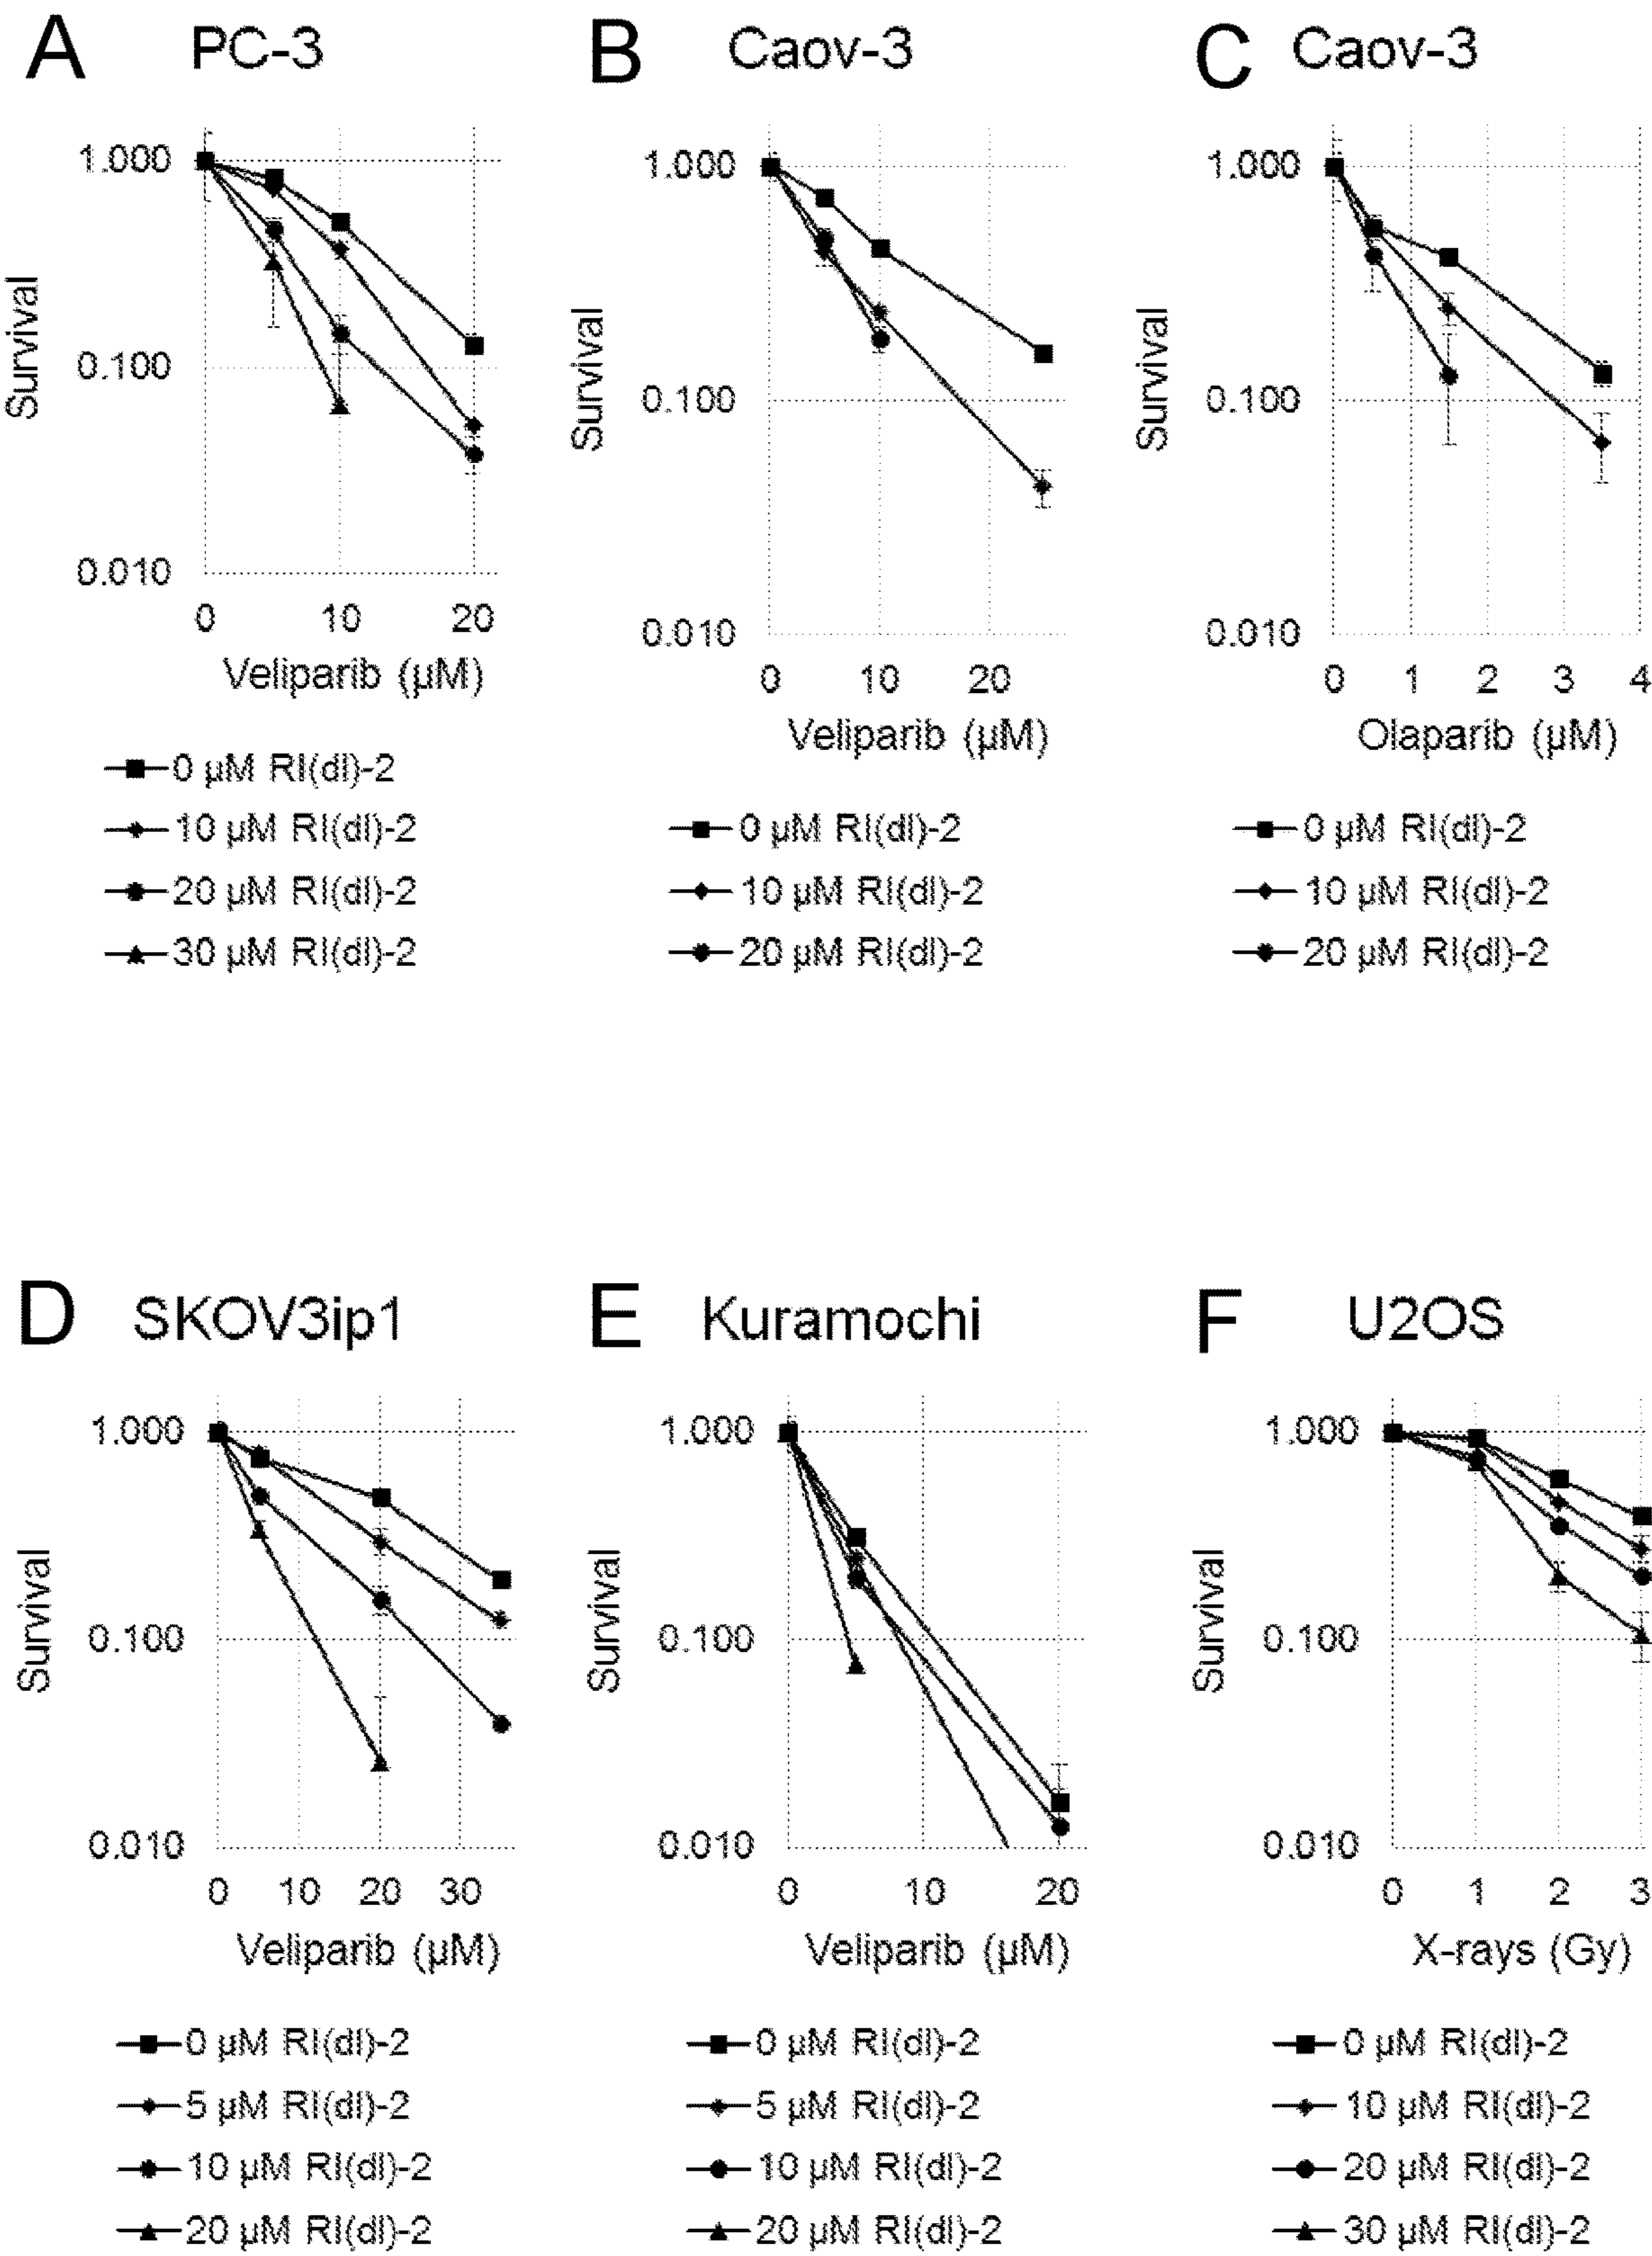 A PC-3
B Caov-3
C Caov-3
Survival
1.000
0.100
0.010
0 10 20
Veliparib (µM)
0 µM RI(dl)-2
10 µM RI(dl)-2
20 µM RI(dl)-2
30 µM RI(dl)-2
Survival
1.000
0.100
0.010
0 10 20
Veliparib (µM)
0 µM RI(dl)-2
10 µM RI(dl)-2
20 µM RI(dl)-2
Survival
1.000
0.100
0.010
0 1 2 3 4
Olaparib (µM)
0 µM RI(dl)-2
10 µM RI(dl)-2
20 µM RI(dl)-2
D SKOV3ip1
E Kuramochi
F U2OS
Survival
1.000
0.100
0.010
0 10 20 30
Veliparib (µM)
0 µM RI(dl)-2
5 µM RI(dl)-2
10 µM RI(dl)-2
20 µM RI(dl)-2
Survival
1.000
0.100
0.010
0 10 20
Veliparib (µM)
0 µM RI(dl)-2
5 µM RI(dl)-2
10 µM RI(dl)-2
20 µM RI(dl)-2
Survival
1.000
0.100
0.010
0 1 2 3
X-rays (Gy)
0 µM RI(dl)-2
10 µM RI(dl)-2
20 µM RI(dl)-2
30 µM RI(dl)-2